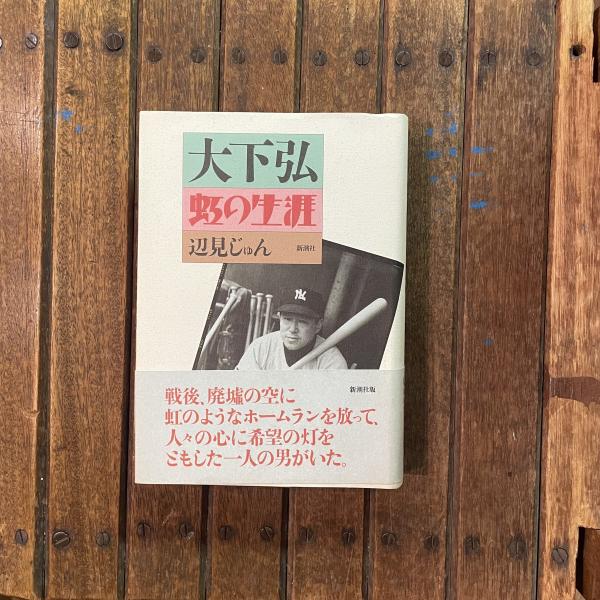 大下弘
虹の生涯
辺見じゅん 新潮社
戦後、廃墟の空に
虹のようなホームランを放って、
人々の心に希望の灯を
ともした一人の男がいた。
新潮社版